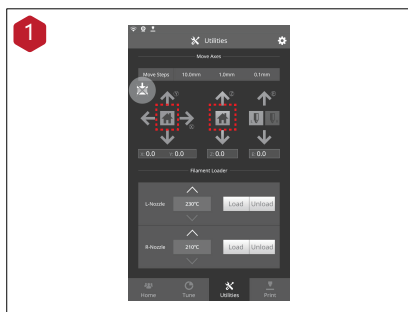 1
Utilities
Move Axes
Move Steps 10.0mm 1.0mm 0.1mm
X: 0.0 Y: 0.0 Z: 0.0 E: 0.0
Filament Loader
L-Nozzle 230℃ Load Unload
R-Nozzle 210℃ Load Unload
Home Tune Utilities Print